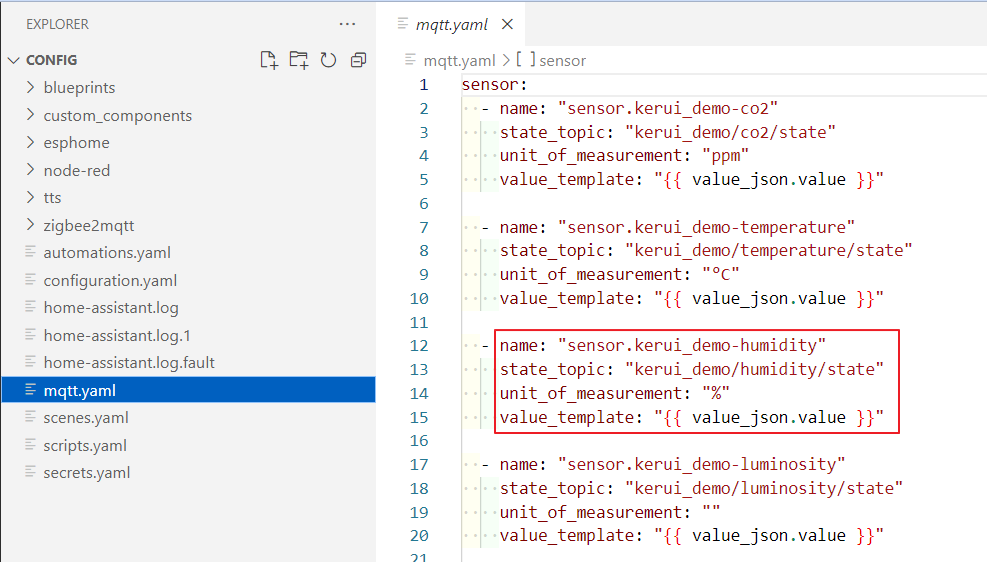 EXPLORER
CONFIG
blueprints
custom_components
esphome
node-red
tts
zigbee2mqtt
automations.yaml
configuration.yaml
home-assistant.log
home-assistant.log.1
home-assistant.log.fault
mqtt.yaml
scenes.yaml
scripts.yaml
secrets.yaml
mqtt.yaml
mqtt.yaml > [ ] sensor
1 sensor:
2 - name: "sensor.kerui_demo-co2"
3 state_topic: "kerui_demo/co2/state"
4 unit_of_measurement: "ppm"
5 value_template: "{{ value_json.value }}"
6
7 - name: "sensor.kerui_demo-temperature"
8 state_topic: "kerui_demo/temperature/state"
9 unit_of_measurement: "°C"
10 value_template: "{{ value_json.value }}"
11
12 - name: "sensor.kerui_demo-humidity"
13 state_topic: "kerui_demo/humidity/state"
14 unit_of_measurement: "%"
15 value_template: "{{ value_json.value }}"
16
17 - name: "sensor.kerui_demo-luminosity"
18 state_topic: "kerui_demo/luminosity/state"
19 unit_of_measurement: ""
20 value_template: "{{ value_json.value }}"
21